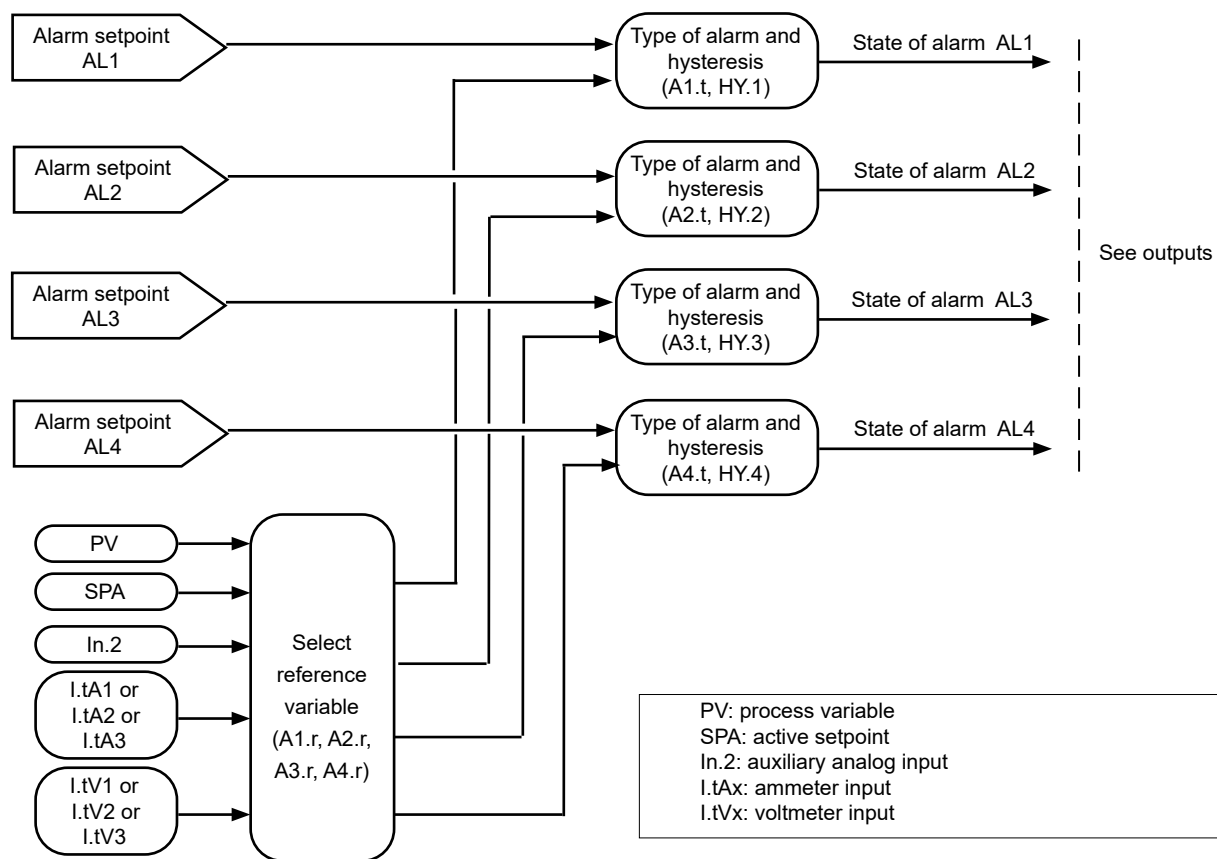 Alarm setpoint
AL1
Type of alarm and
hysteresis
(A1.t, HY.1)
State of alarm AL1
Alarm setpoint
AL2
Type of alarm and
hysteresis
(A2.t, HY.2)
State of alarm AL2
See outputs
Alarm setpoint
AL3
Type of alarm and
hysteresis
(A3.t, HY.3)
State of alarm AL3
Alarm setpoint
AL4
Type of alarm and
hysteresis
(A4.t, HY.4)
State of alarm AL4
PV
SPA
In.2
I.tA1 or
I.tA2 or
I.tA3
I.tV1 or
I.tV2 or
I.tV3
Select
reference
variable
(A1.r, A2.r,
A3.r, A4.r)
PV: process variable
SPA: active setpoint
In.2: auxiliary analog input
I.tAx: ammeter input
I.tVx: voltmeter input